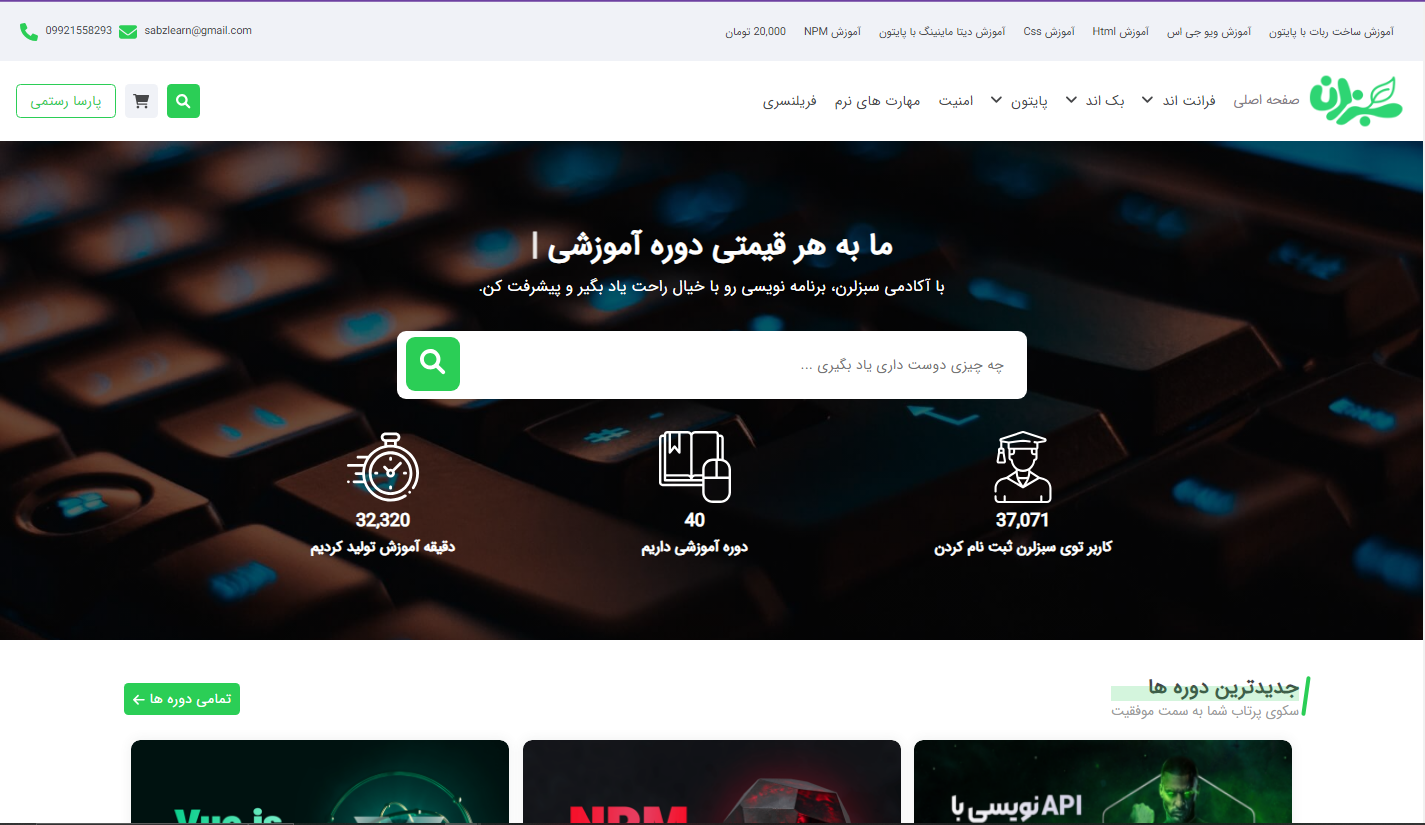 آموزش ساخت ربات با پایتون آموزش ویو جی اس آموزش Html آموزش Css آموزش دیتا ماینینگ با پایتون آموزش NPM 20,000 تومان
sabzlearn@gmail.com 09921558293
سبزلرن
صفحه اصلی فرانت اند بک اند پایتون امنیت مهارت های نرم فریلنسری
پارسا رستمی
ما به هر قیمتی دوره آموزشی |
با آکادمی سبزلرن، برنامه نویسی رو با خیال راحت یاد بگیر و پیشرفت کن.
چه چیزی دوست داری یاد بگیری ...
37,071
کاربر توی سبزلرن ثبت نام کردن
40
دوره آموزشی داریم
32,320
دقیقه آموزش تولید کردیم
جدیدترین دوره ها
سکوی پرتاب شما به سمت موفقیت
تمامی دوره ها
API نویسی با
NPM
Vue.js